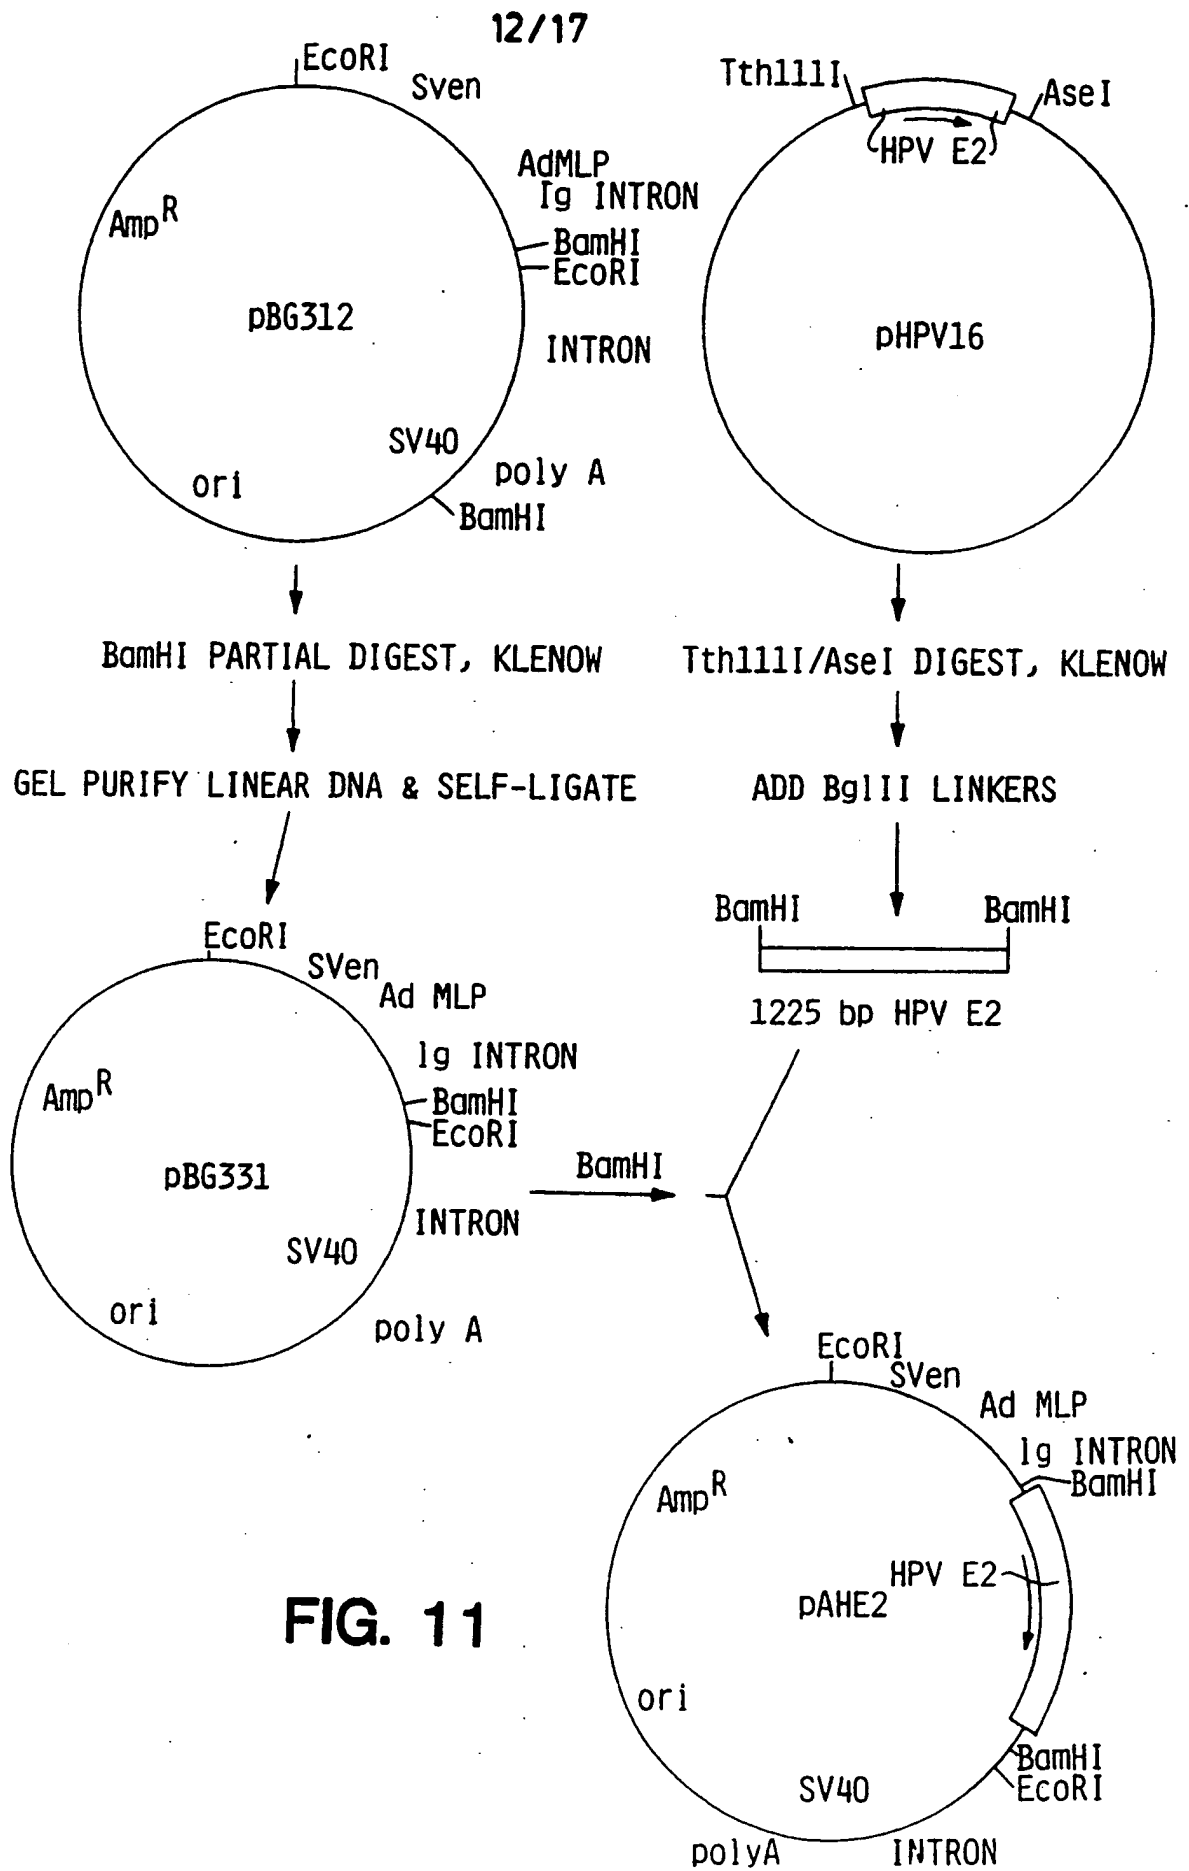 12/17
EcoRI
Sven
AdMLP
Ig INTRON
BamHI
EcoRI
Amp R
pBG312
INTRON
SV40
poly A
ori
BamHI
Tth111I
AseI
HPV E2
pHPV16
BamHI PARTIAL DIGEST, KLENOW
GEL PURIFY LINEAR DNA & SELF-LIGATE
Tth111I/AseI DIGEST, KLENOW
ADD BglII LINKERS
BamHI BamHI
1225 bp HPV E2
EcoRI
SVen
Ad MLP
lg INTRON
BamHI
EcoRI
Amp R
pBG331
INTRON
SV40
ori
poly A
BamHI
EcoRI
SVen
Ad MLP
lg INTRON
BamHI
Amp R
HPV E2
pAHE2
ori
BamHI
EcoRI
SV40
polyA
INTRON
FIG. 11